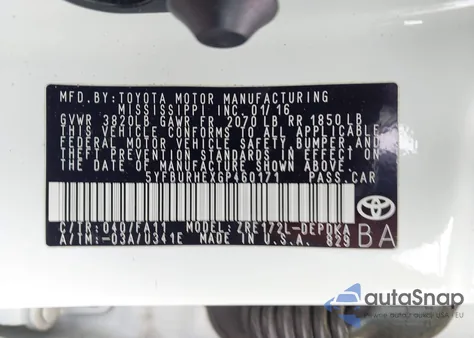 MFD.BY: TOYOTA MOTOR MANUFACTURING
MISSISSIPPI INC. 01/16
GVWR 3820LB GAWR FR 2070 LB RR 1850 LB
THIS VEHICLE CONFORMS TO ALL APPLICABLE
FEDERAL MOTOR VEHICLE SAFETY, BUMPER, AND
THEFT PREVENTION STANDARDS IN EFFECT ON
THE DATE OF MANUFACTURE SHOWN ABOVE.
5YFBURHEXGP460171 PASS.CAR
C/TR: 040/FA11 MODEL: ZRE172L-DEPDKA
A/TM: -03A/U341E MADE IN U.S.A. 829
BA
autoSnap